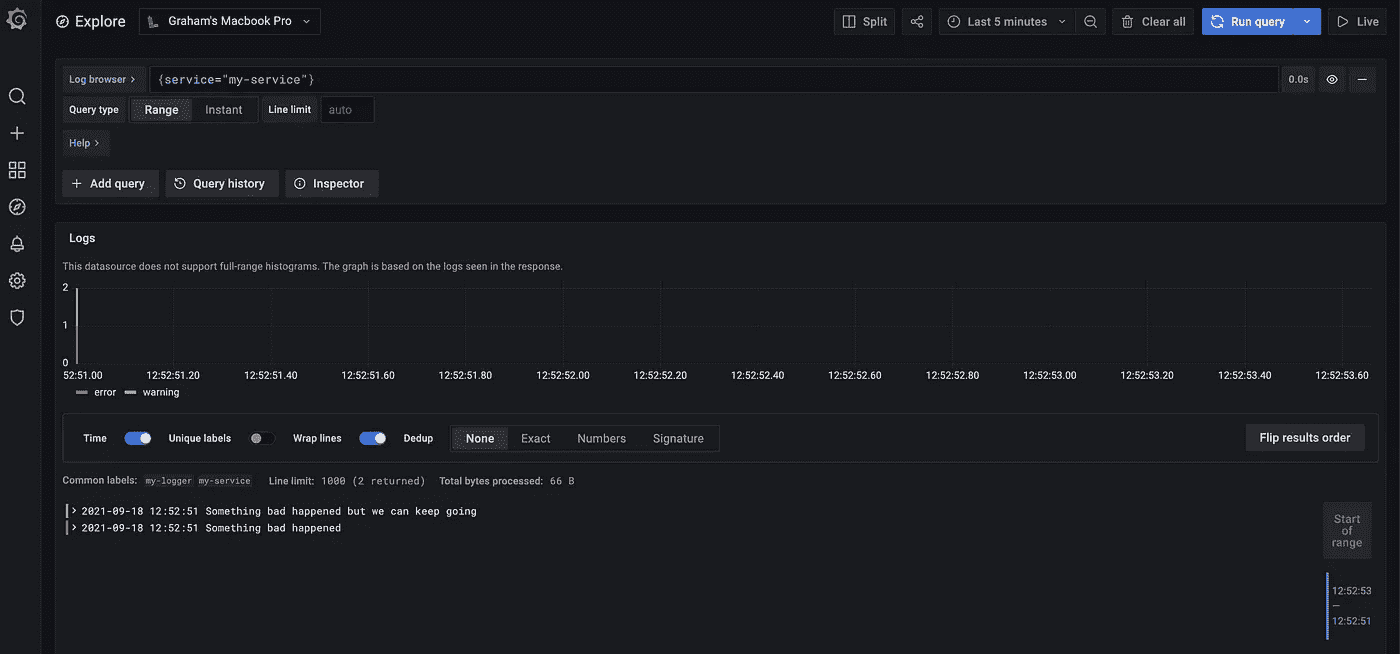 Explore Graham's Macbook Pro Split Last 5 minutes Clear all Run query Live
Log browser > {service="my-service"} 0.0s
Query type Range Instant Line limit auto
Help >
+ Add query Query history Inspector
Logs
This datasource does not support full-range histograms. The graph is based on the logs seen in the response.
2
1
0
52:51.00 12:52:51.20 12:52:51.40 12:52:51.60 12:52:51.80 12:52:52.00 12:52:52.20 12:52:52.40 12:52:52.60 12:52:52.80 12:52:53.00 12:52:53.20 12:52:53.40 12:52:53.60
error warning
Time Unique labels Wrap lines Dedup None Exact Numbers Signature Flip results order
Common labels: my-logger my-service Line limit: 1000 (2 returned) Total bytes processed: 66 B
> 2021-09-18 12:52:51 Something bad happened but we can keep going
> 2021-09-18 12:52:51 Something bad happened
Start
of
range
12:52:53
—
12:52:51